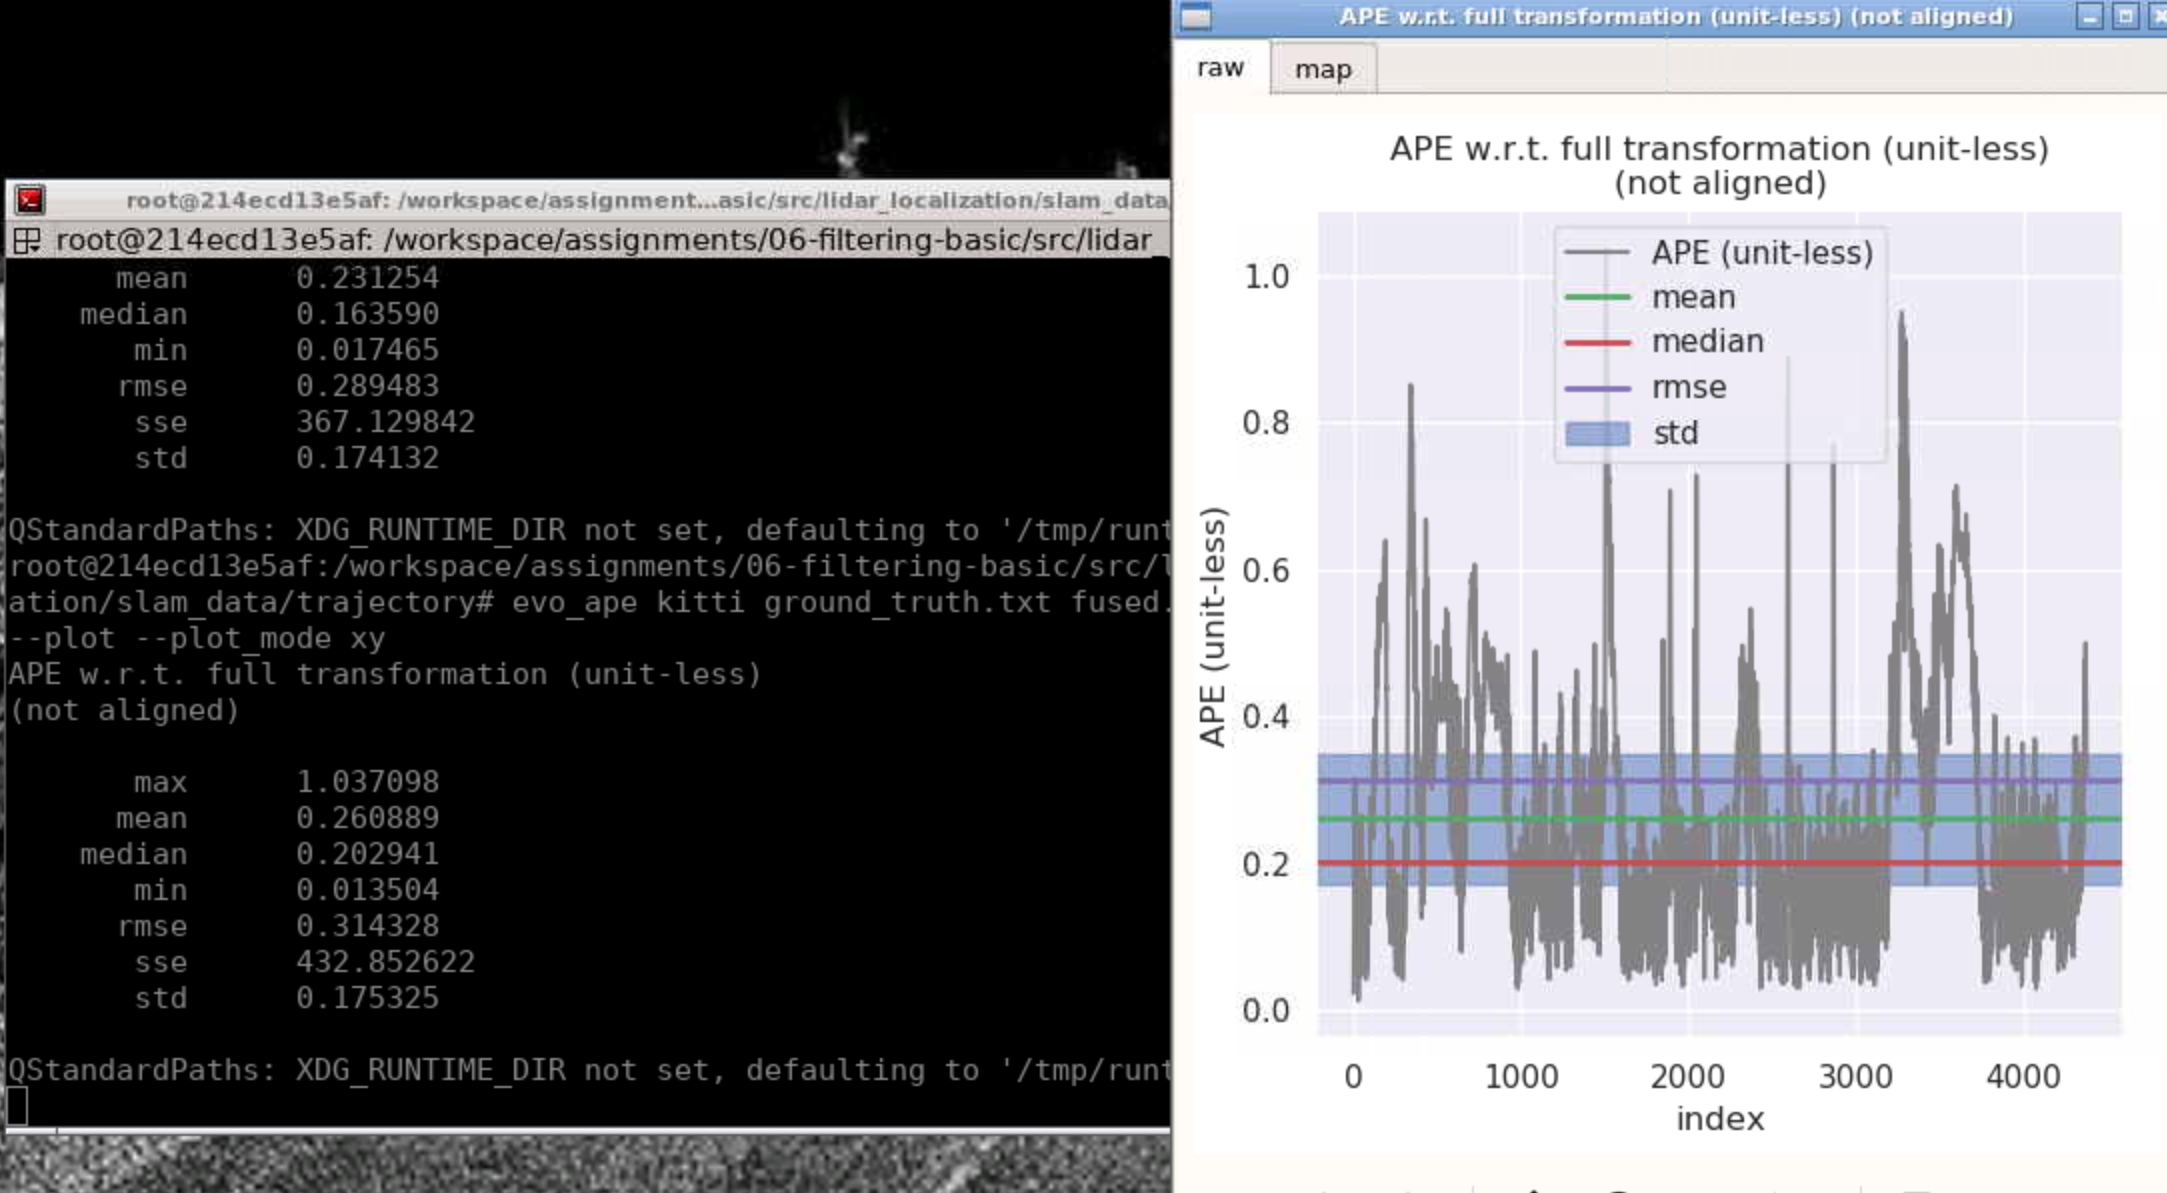 root@214ecd13e5af: /workspace/assignment...asic/src/lidar_localization/slam_data
root@214ecd13e5af: /workspace/assignments/06-filtering-basic/src/lidar
mean 0.231254
median 0.163590
min 0.017465
rmse 0.289483
sse 367.129842
std 0.174132
QStandardPaths: XDG_RUNTIME_DIR not set, defaulting to '/tmp/runt
root@214ecd13e5af:/workspace/assignments/06-filtering-basic/src/l
ation/slam_data/trajectory# evo_ape kitti ground_truth.txt fused.
--plot --plot_mode xy
APE w.r.t. full transformation (unit-less)
(not aligned)
max 1.037098
mean 0.260889
median 0.202941
min 0.013504
rmse 0.314328
sse 432.852622
std 0.175325
QStandardPaths: XDG_RUNTIME_DIR not set, defaulting to '/tmp/runt
APE w.r.t. full transformation (unit-less) (not aligned)
raw map
APE w.r.t. full transformation (unit-less)
(not aligned)
APE (unit-less)
mean
median
rmse
std
APE (unit-less)
1.0
0.8
0.6
0.4
0.2
0.0
0 1000 2000 3000 4000
index